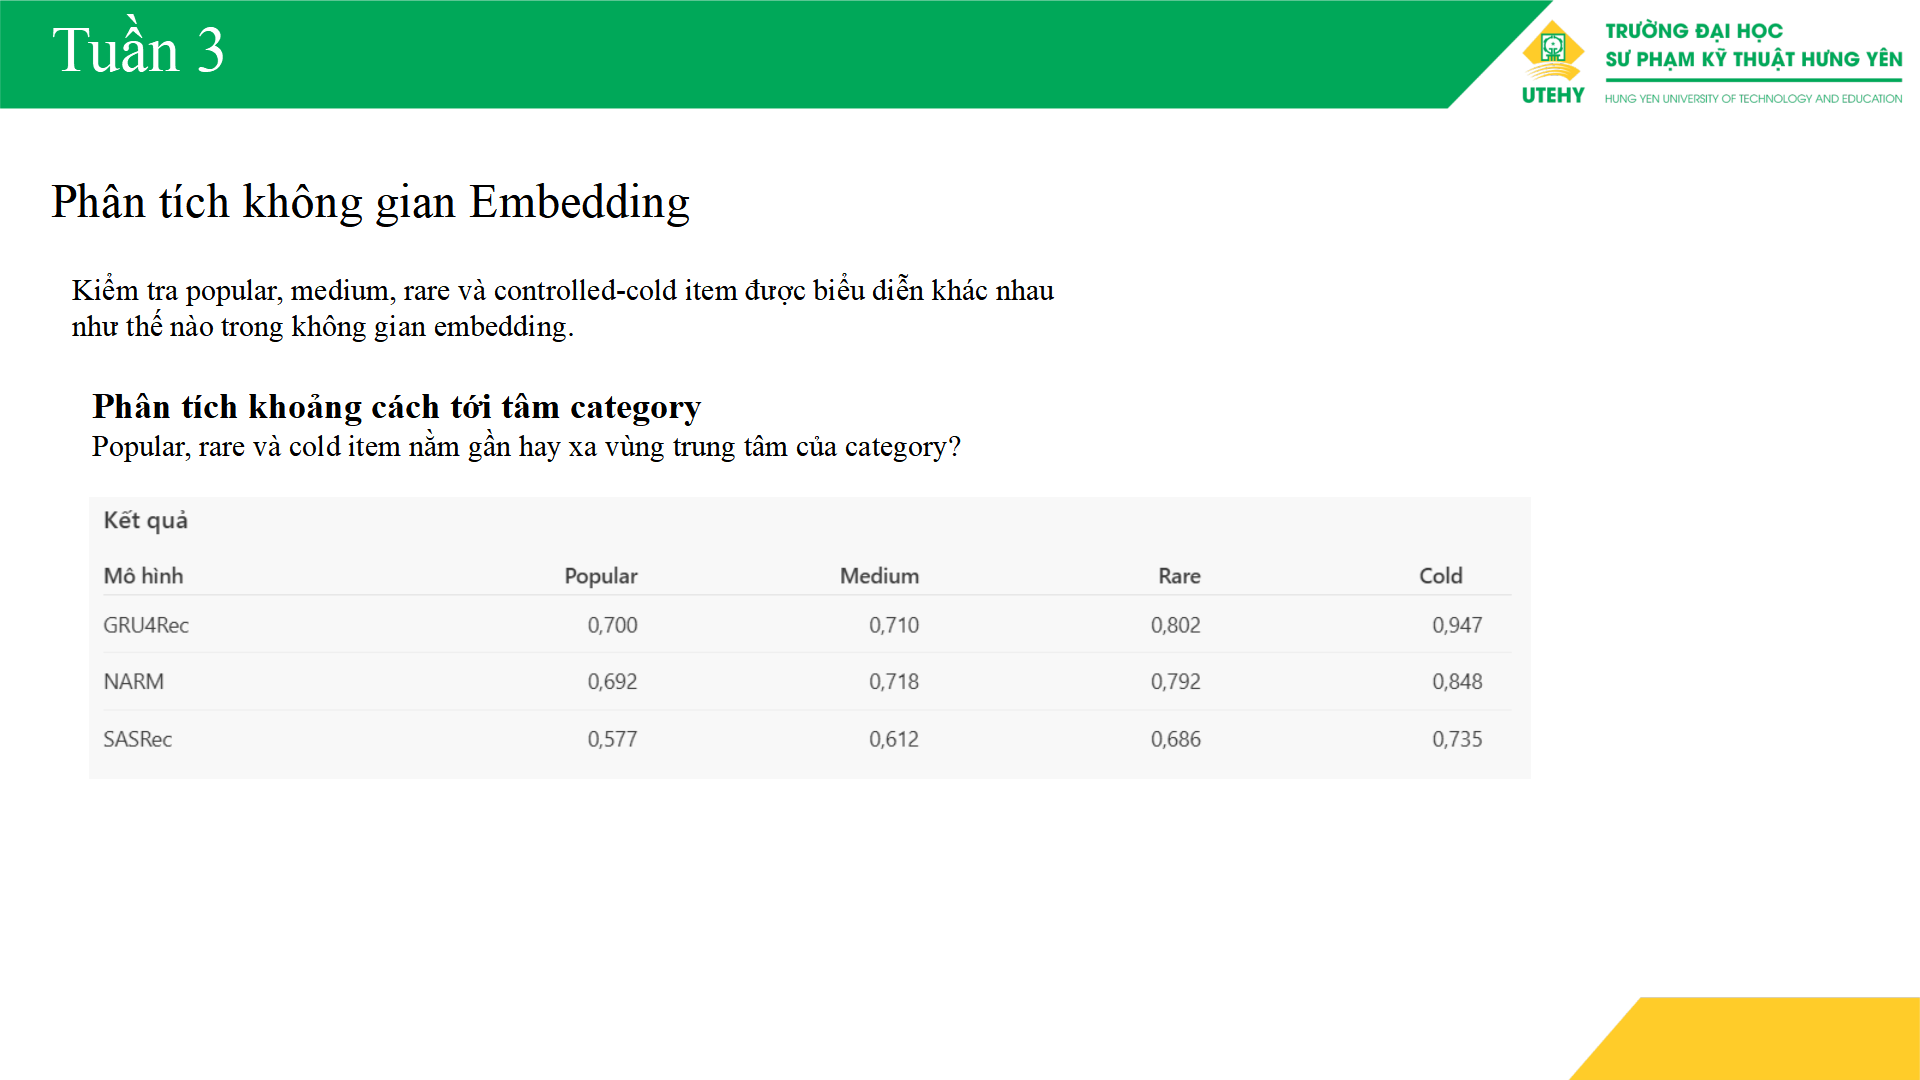 Tuần 3
TRƯỜNG ĐẠI HỌC
SƯ PHẠM KỸ THUẬT HƯNG YÊN
UTEHY
HUNG YEN UNIVERSITY OF TECHNOLOGY AND EDUCATION
Phân tích không gian Embedding
Kiểm tra popular, medium, rare và controlled-cold item được biểu diễn khác nhau
như thế nào trong không gian embedding.
Phân tích khoảng cách tới tâm category
Popular, rare và cold item nằm gần hay xa vùng trung tâm của category?
Kết quả
Mô hình Popular Medium Rare Cold
GRU4Rec 0,700 0,710 0,802 0,947
NARM 0,692 0,718 0,792 0,848
SASRec 0,577 0,612 0,686 0,735